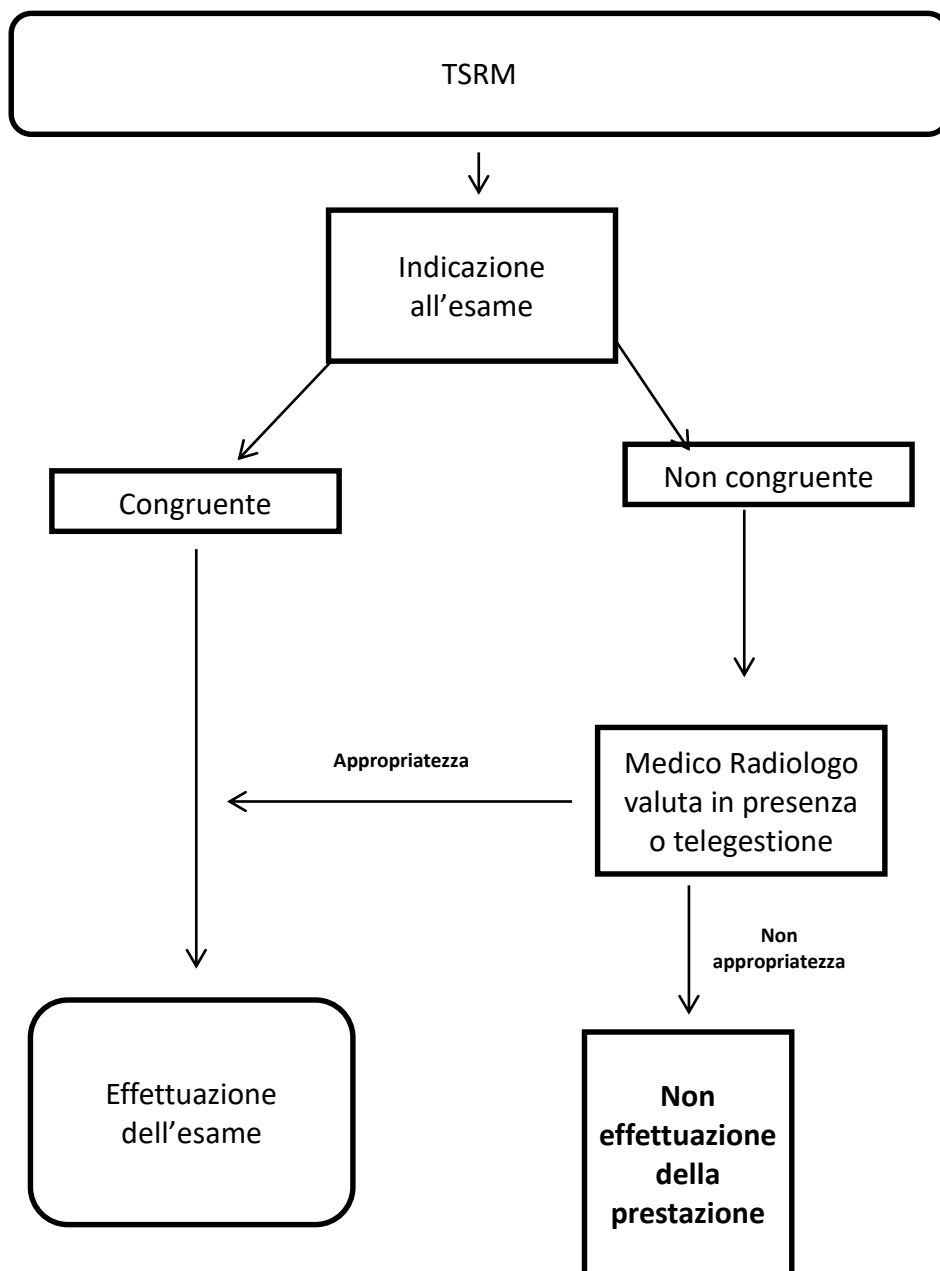 TSRM
Indicazione
all’esame
Congruente
Non congruente
Appropriatezza
Medico Radiologo
valuta in presenza
o telegestione
Non
appropriatezza
Effettuazione
dell’esame
Non
effettuazione
della
prestazione